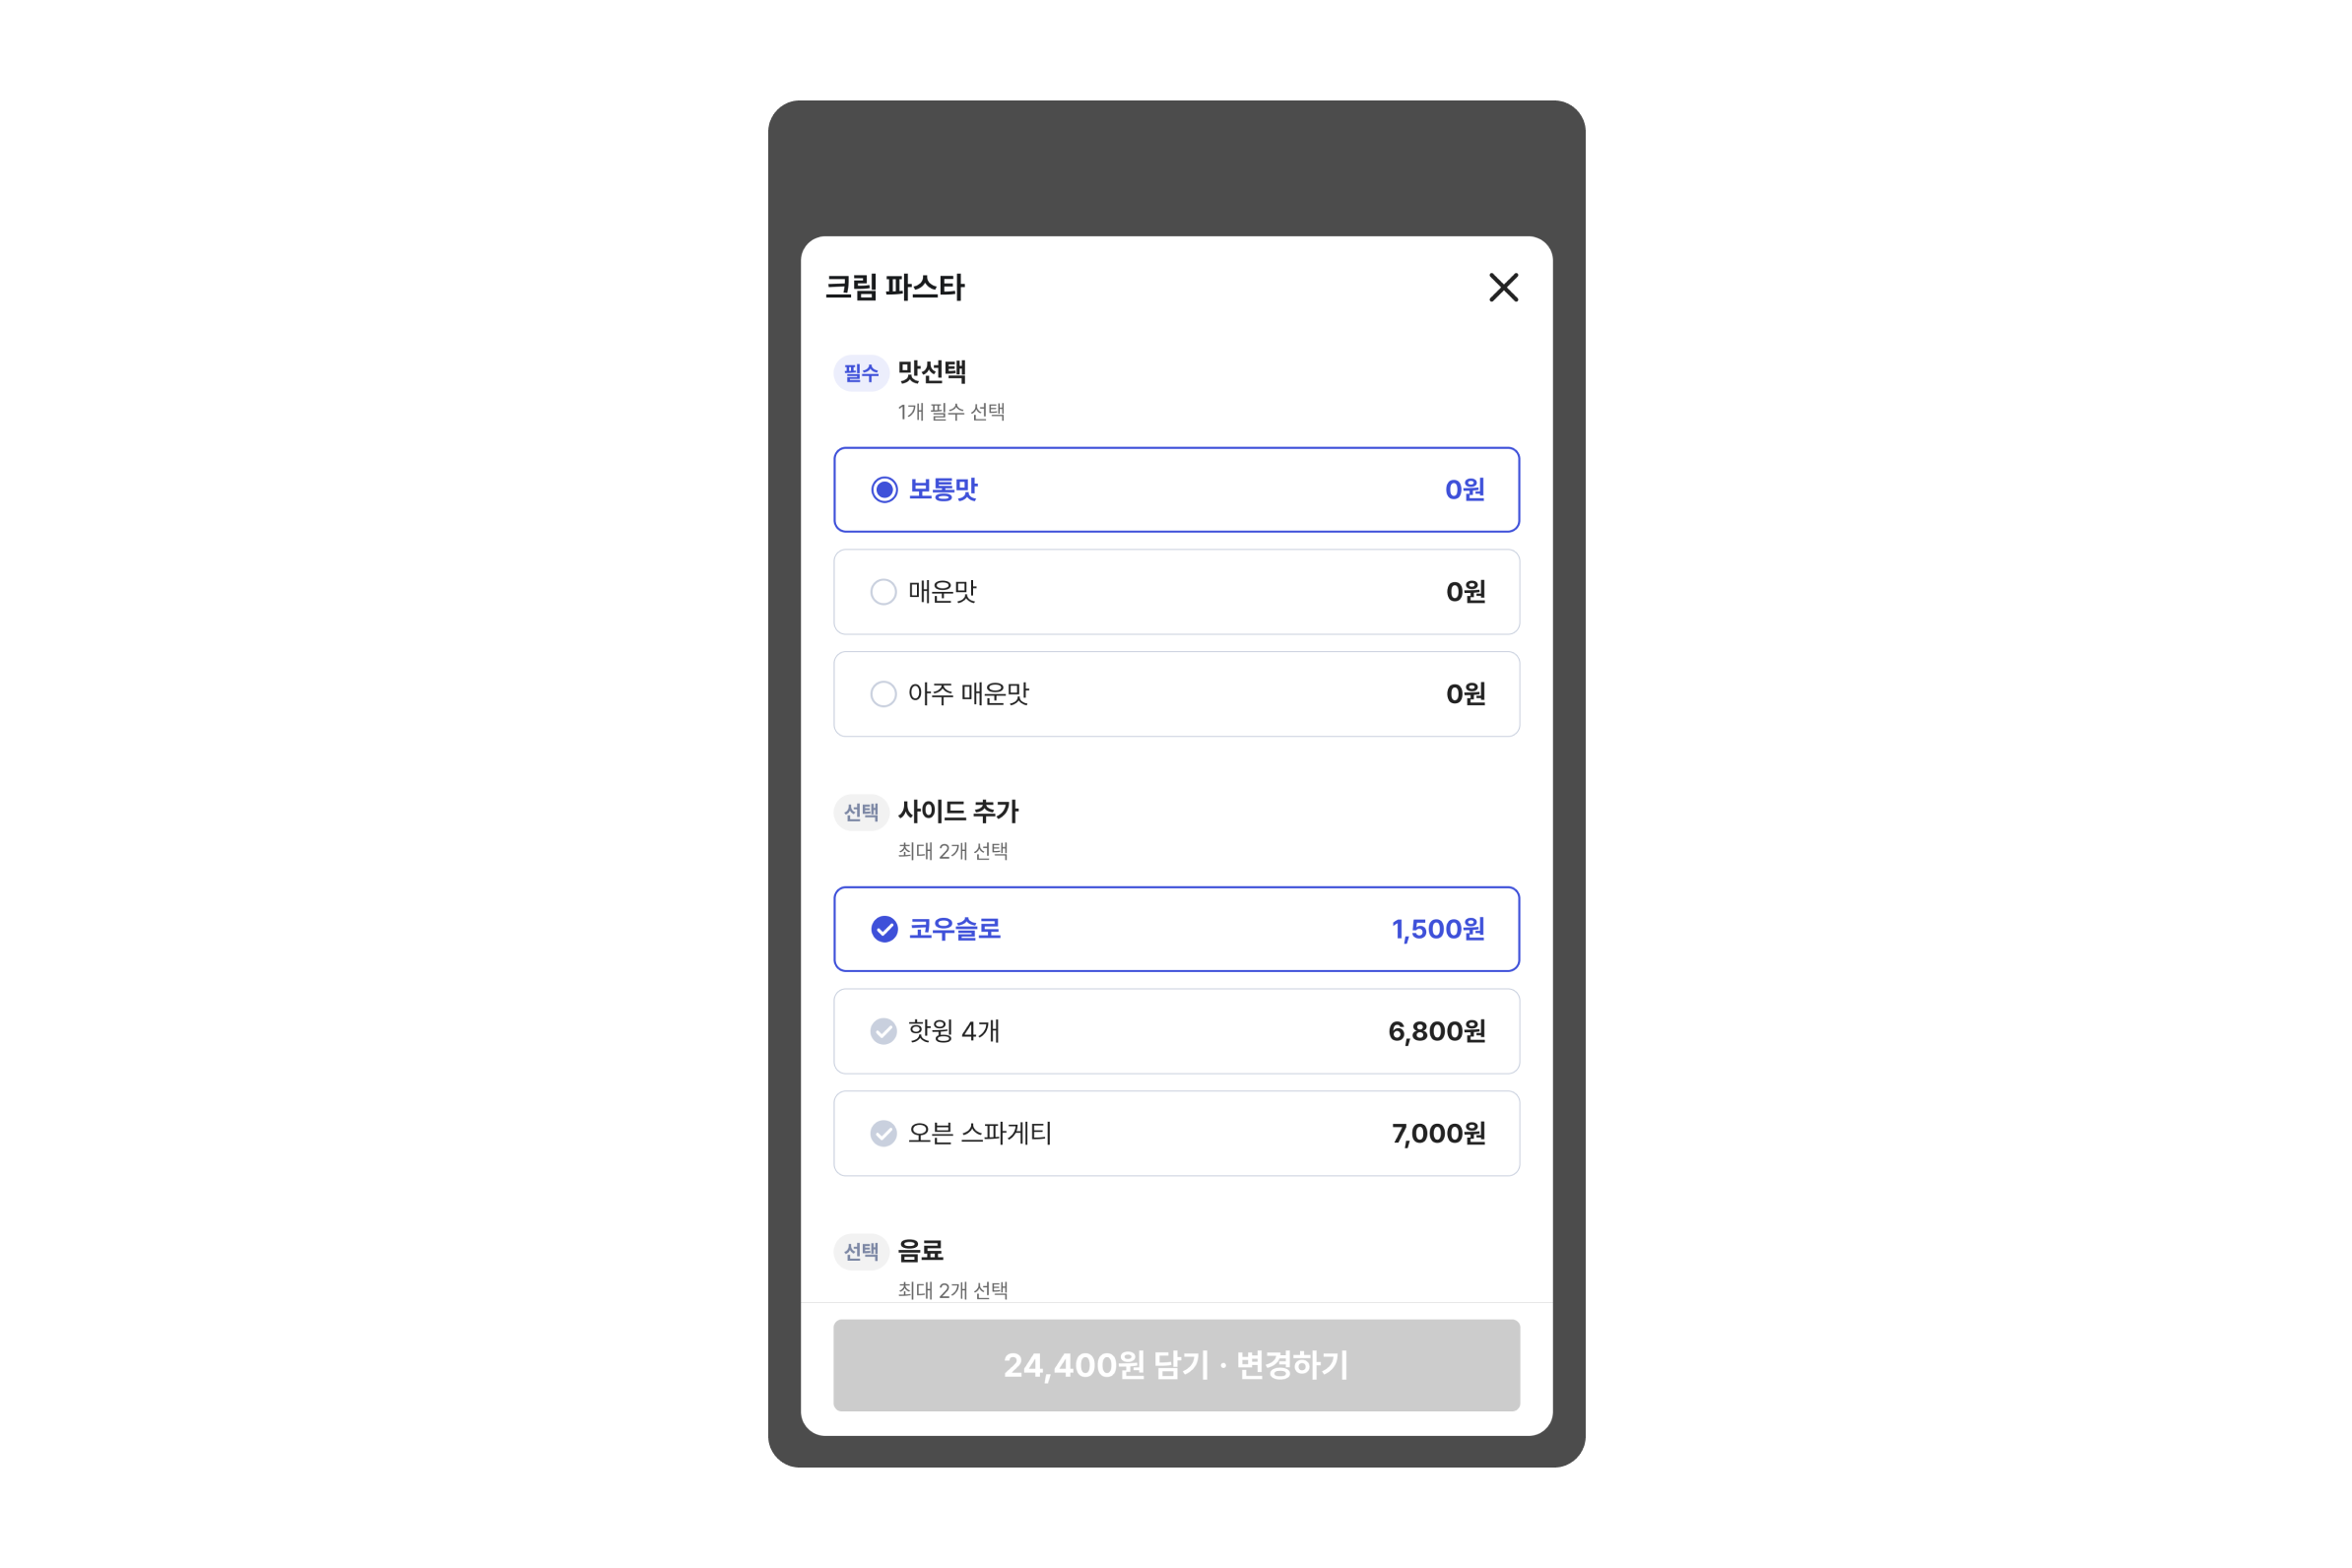 크림 파스타
필수 맛선택
1개 필수 선택
보통맛 0원
매운맛 0원
아주 매운맛 0원
선택 사이드 추가
최대 2개 선택
코우슬로 1,500원
핫윙 4개 6,800원
오븐 스파게티 7,000원
선택 음료
최대 2개 선택
24,400원 담기 · 변경하기